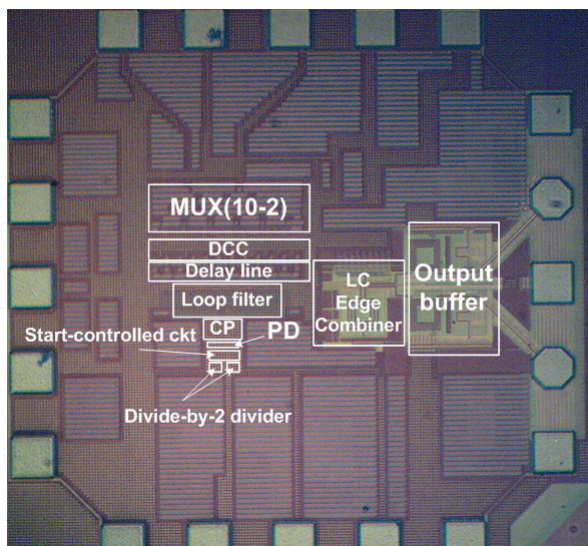 MUX(10-2)
DCC
Delay line
Loop filter
CP
PD
Start-controlled ckt
Divide-by-2 divider
LC
Edge
Combiner
Output
buffer